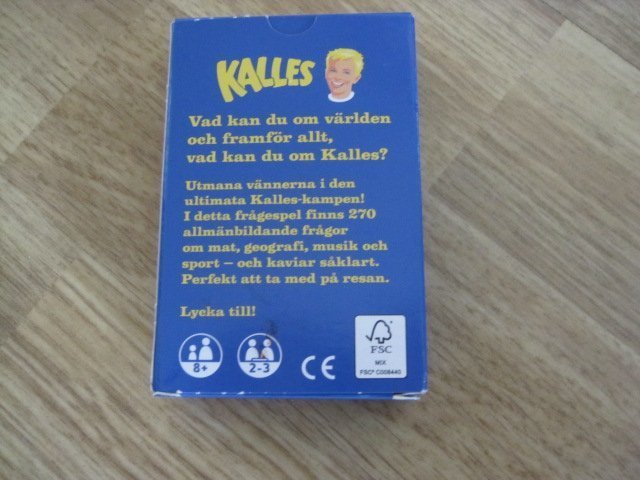 KALLES
Vad kan du om världen
och framför allt,
vad kan du om Kalles?
Utmana vännerna i den
ultimata Kalles-kampen!
I detta frågespel finns 270
allmänbildande frågor
om mat, geografi, musik och
sport – och kaviar såklart.
Perfekt att ta med på resan.
Lycka till!
8+
2-3
CE
FSC
MIX
FSC® C008440